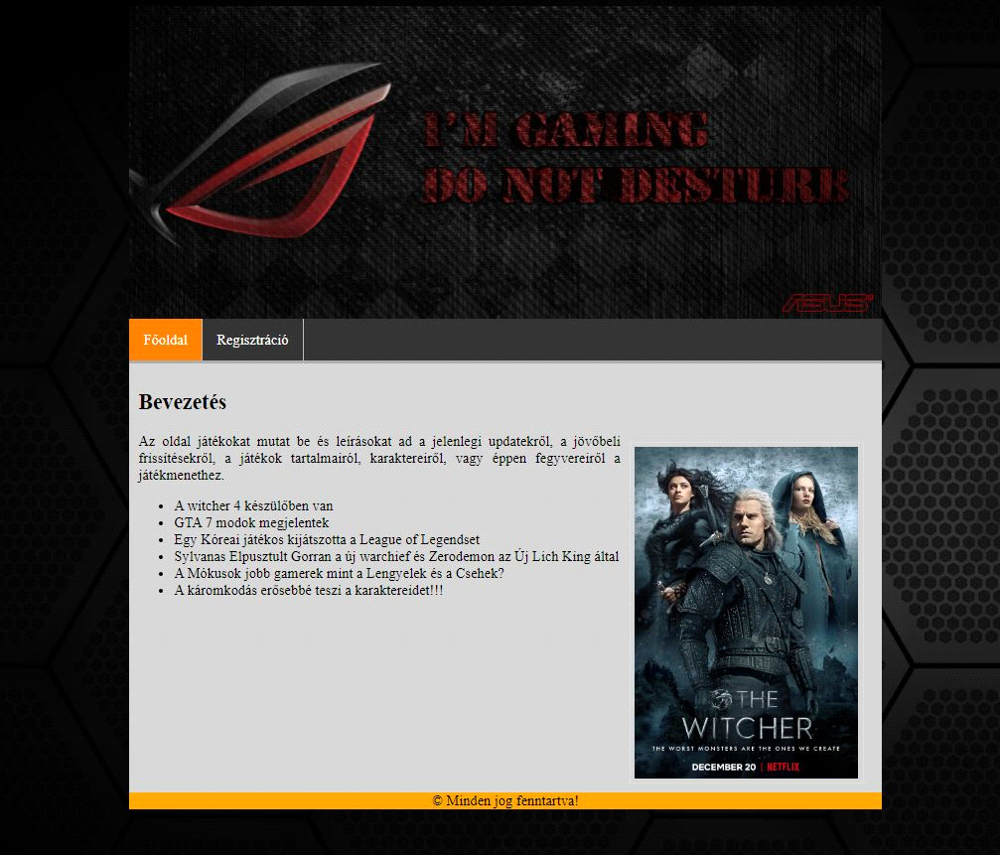 I'M GAMING
DO NOT DESTURB
ASUS
Főoldal
Regisztráció
Bevezetés
Az oldal játékokat mutat be és leírásokat ad a jelenlegi updatekről, a jövőbeli
frissítésekről, a játékok tartalmairól, karaktereiről, vagy éppen fegyvereiről a
játékmenethez.
• A witcher 4 készülőben van
• GTA 7 modok megjelentek
• Egy Kóreai játékos kijátszotta a League of Legendset
• Sylvanas Elpusztult Gorran a új warchief és Zerodemon az Új Lich King által
• A Mókusok jobb gamerek mint a Lengyelek és a Csehek?
• A káromkodás erősebbé teszi a karaktereidet!!!
THE
WITCHER
THE WORST MONSTERS ARE THE ONES WE CREATE
DECEMBER 20 | NETFLIX
© Minden jog fenntartva!